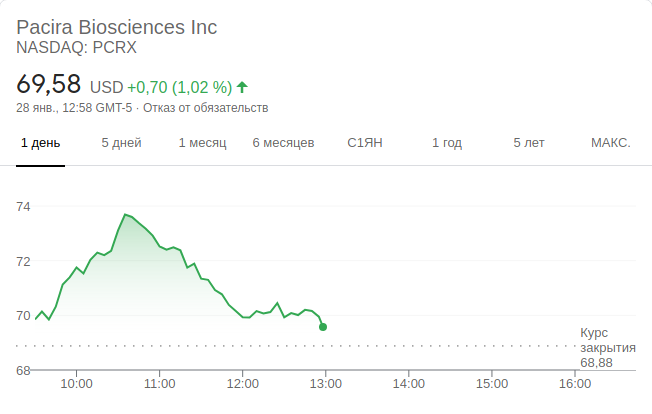 Pacira Biosciences Inc
NASDAQ: PCRX
69,58 USD +0,70 (1,02 %)
28 янв., 12:58 GMT-5 · Отказ от обязательств
1 день 5 дней 1 месяц 6 месяцев С1ЯН 1 год 5 лет МАКС.
74
72
70
Курс
закрытия
68,88
68
10:00 11:00 12:00 13:00 14:00 15:00 16:00